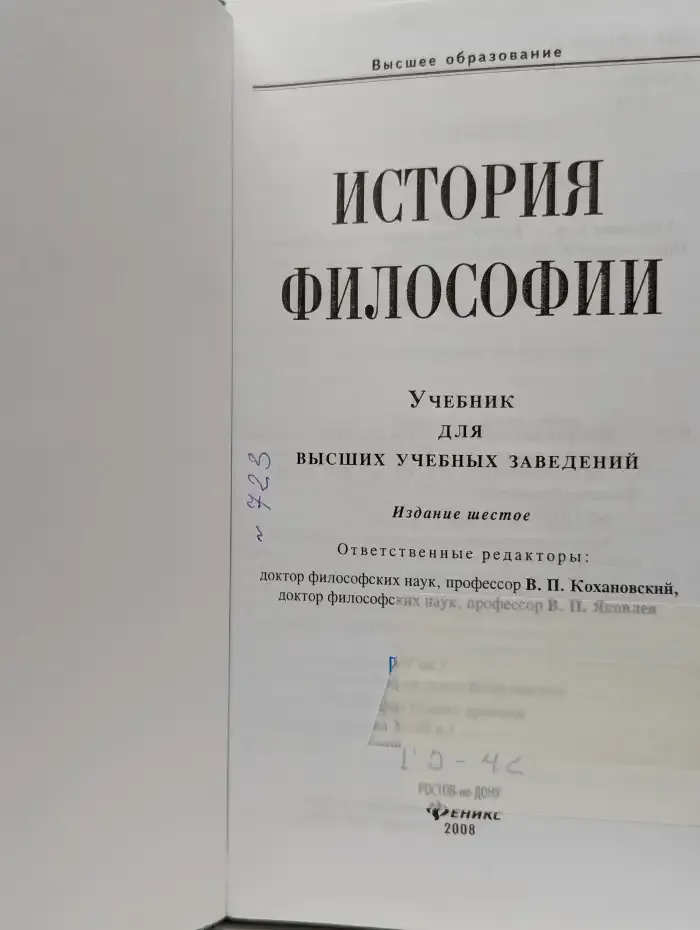 Высшее образование
ИСТОРИЯ
ФИЛОСОФИИ
Учебник
для
высших учебных заведений
Издание шестое
Ответственные редакторы:
доктор философских наук, профессор В. П. Кохановский,
доктор философских наук, профессор В. П. Яковлев
~ 723
РОСТОВ-на-ДОНУ
ФЕНИКС
2008